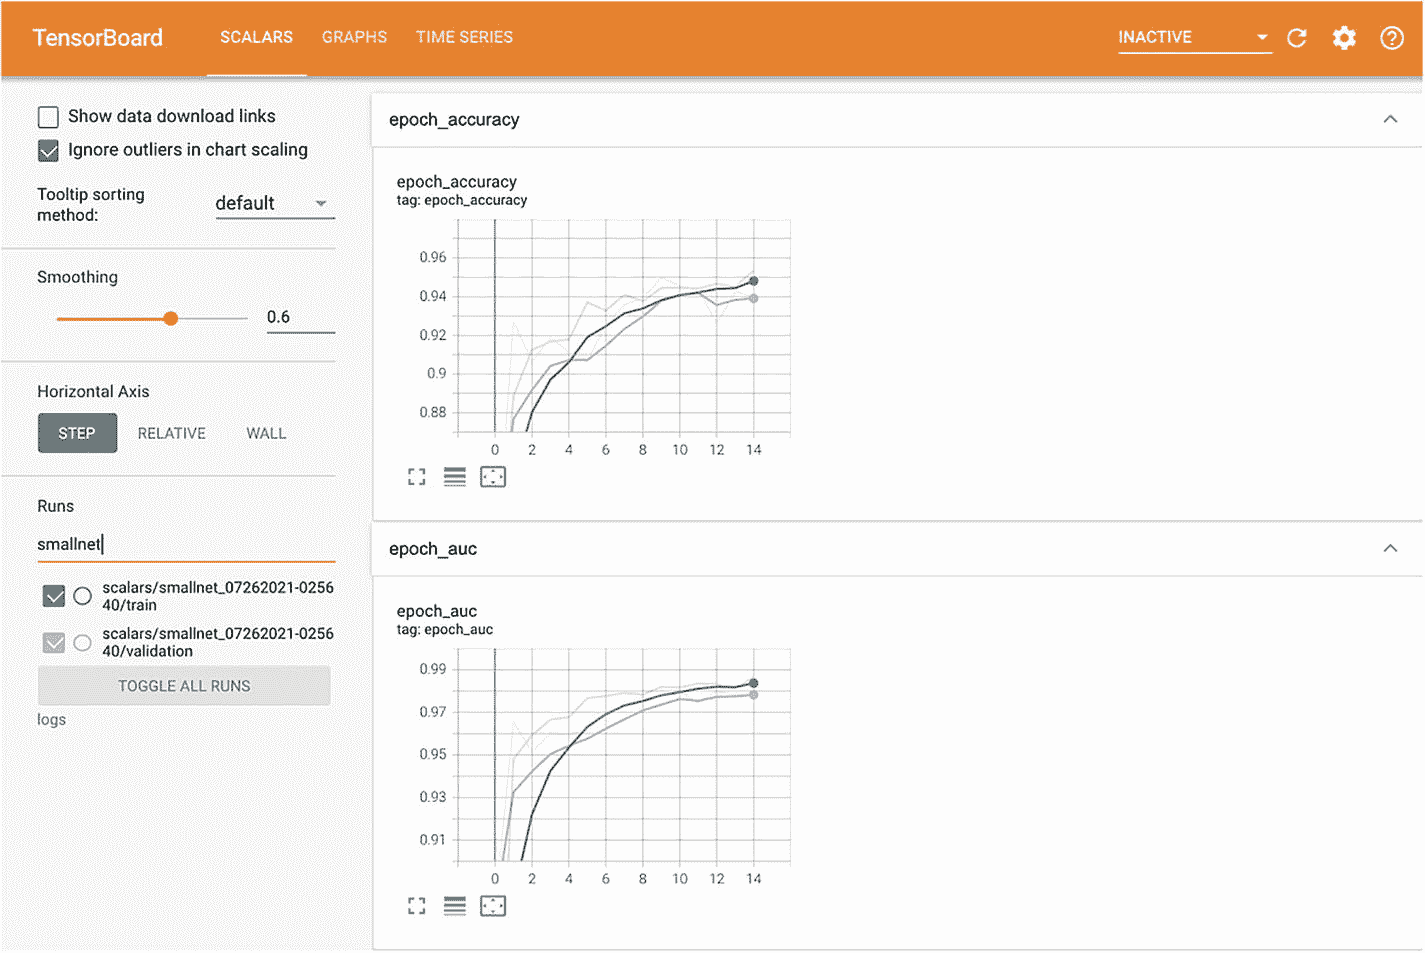 TensorBoard
SCALARS
GRAPHS
TIME SERIES
INACTIVE
Show data download links
Ignore outliers in chart scaling
Tooltip sorting
method:
default
Smoothing
0.6
Horizontal Axis
STEP
RELATIVE
WALL
Runs
smallnet
scalars/smallnet_07262021-0256
40/train
scalars/smallnet_07262021-0256
40/validation
TOGGLE ALL RUNS
logs
epoch_accuracy
epoch_accuracy
tag: epoch_accuracy
0.96
0.94
0.92
0.9
0.88
0 2 4 6 8 10 12 14
epoch_auc
epoch_auc
tag: epoch_auc
0.99
0.97
0.95
0.93
0.91
0 2 4 6 8 10 12 14